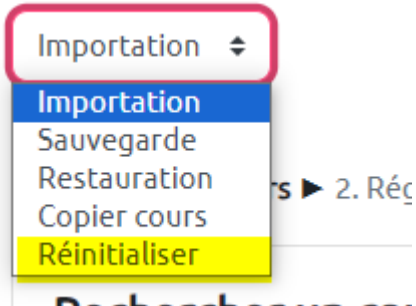 Importation
Importation
Sauvegarde
Restauration
rs ► 2. Rég
Copier cours
Réinitialiser